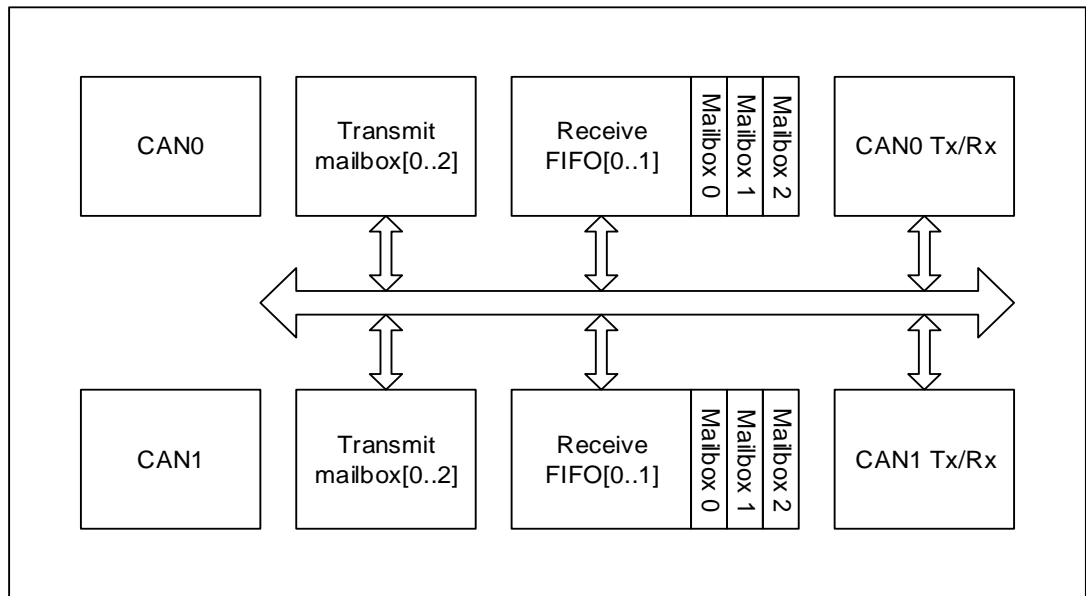 CAN0
Transmit
mailbox[0..2]
Receive
FIFO[0..1]
Mailbox 0
Mailbox 1
Mailbox 2
CAN0 Tx/Rx
CAN1
Transmit
mailbox[0..2]
Receive
FIFO[0..1]
Mailbox 0
Mailbox 1
Mailbox 2
CAN1 Tx/Rx